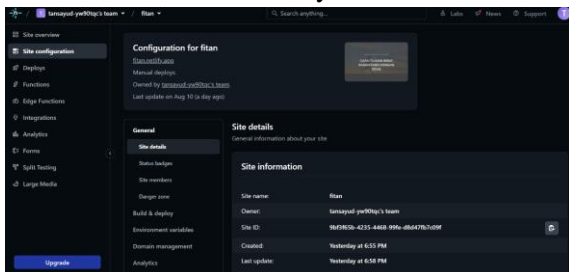 tansayud-yw90tqc's team / fitan
Search anything...
Labs
News
Support
T
Site overview
Site configuration
Deploys
Functions
Edge Functions
Integrations
Analytics
Forms
Split Testing
Large Media
Upgrade
Configuration for fitan
fitan.netlify.app
Manual deploys.
Owned by tansayud-yw90tqc's team
Last update on Aug 10 (a day ago)
General
Site details
Status badges
Site members
Danger zone
Build & deploy
Environment variables
Domain management
Analytics
Site details
General information about your site
Site information
Site name: fitan
Owner: tansayud-yw90tqc's team
Site ID: 9bf3f65b-4235-4468-99fe-d8d47fb7c09f
Created: Yesterday at 6:55 PM
Last update: Yesterday at 6:58 PM